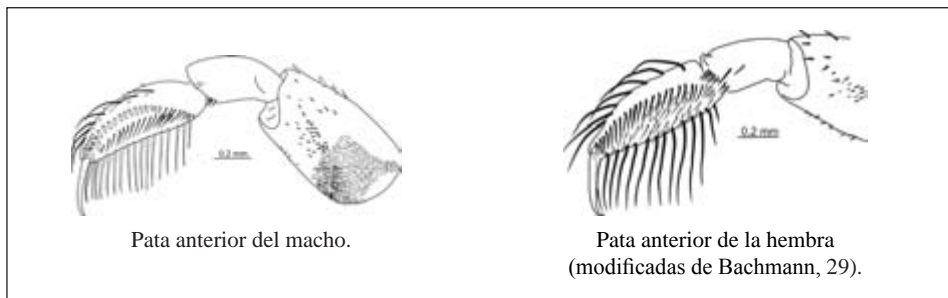 0.2 mm
0.2 mm
Pata anterior del macho.
Pata anterior de la hembra
(modificadas de Bachmann, 29).